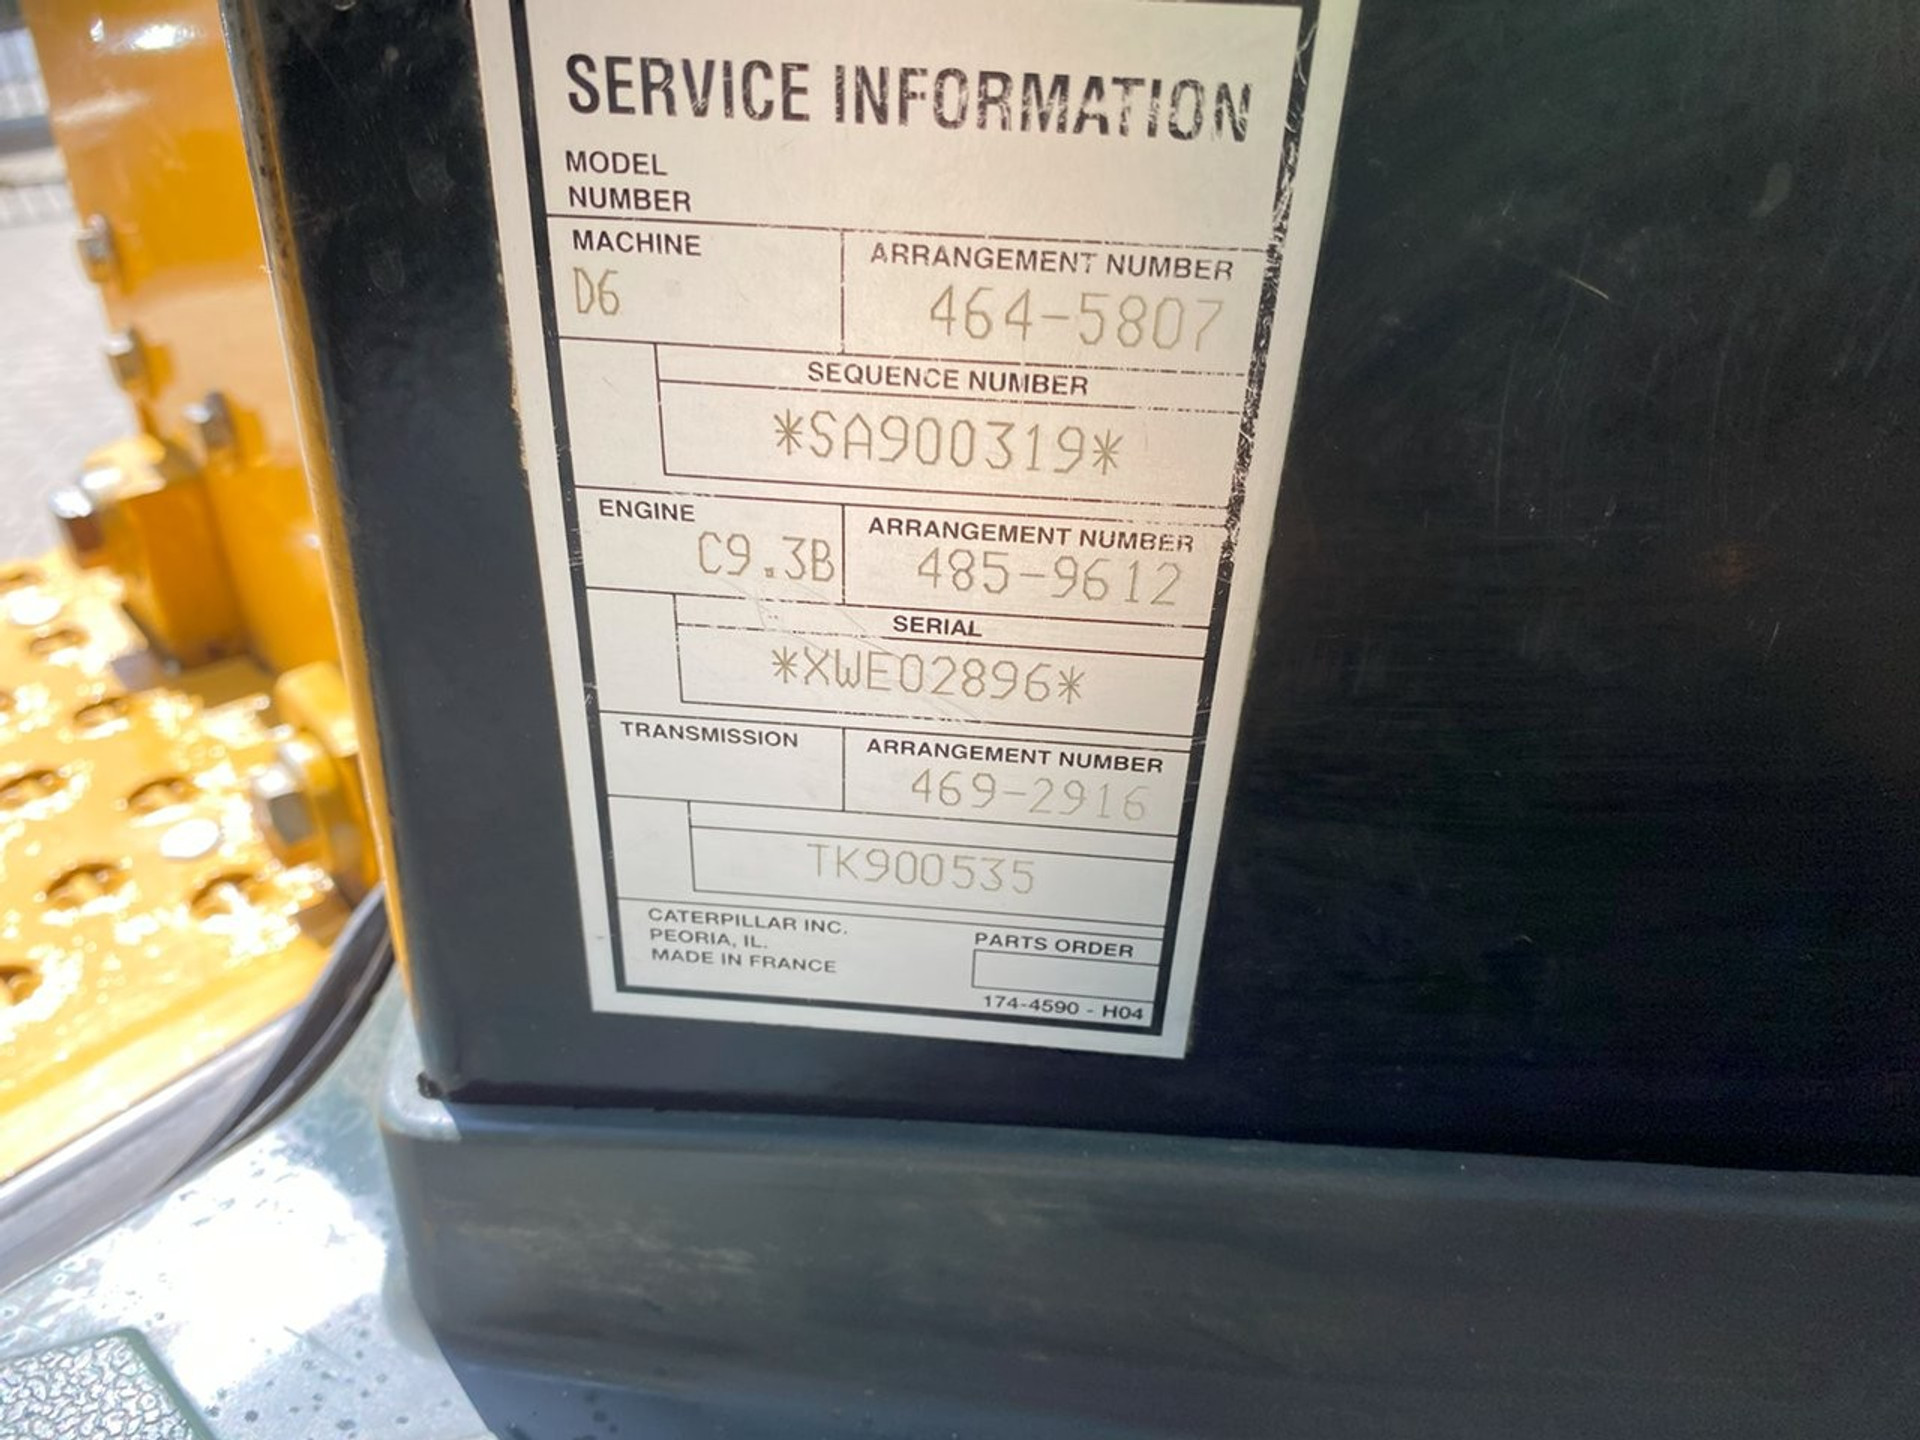 SERVICE INFORMATION
MODEL
NUMBER
MACHINE
D6
ARRANGEMENT NUMBER
464-5807
SEQUENCE NUMBER
*SA900319*
ENGINE
C9.3B
ARRANGEMENT NUMBER
485-9612
SERIAL
*XWE02896*
TRANSMISSION
ARRANGEMENT NUMBER
469-2916
TK900535
CATERPILLAR INC.
PEORIA, IL.
MADE IN FRANCE
PARTS ORDER
174-4590 - H04